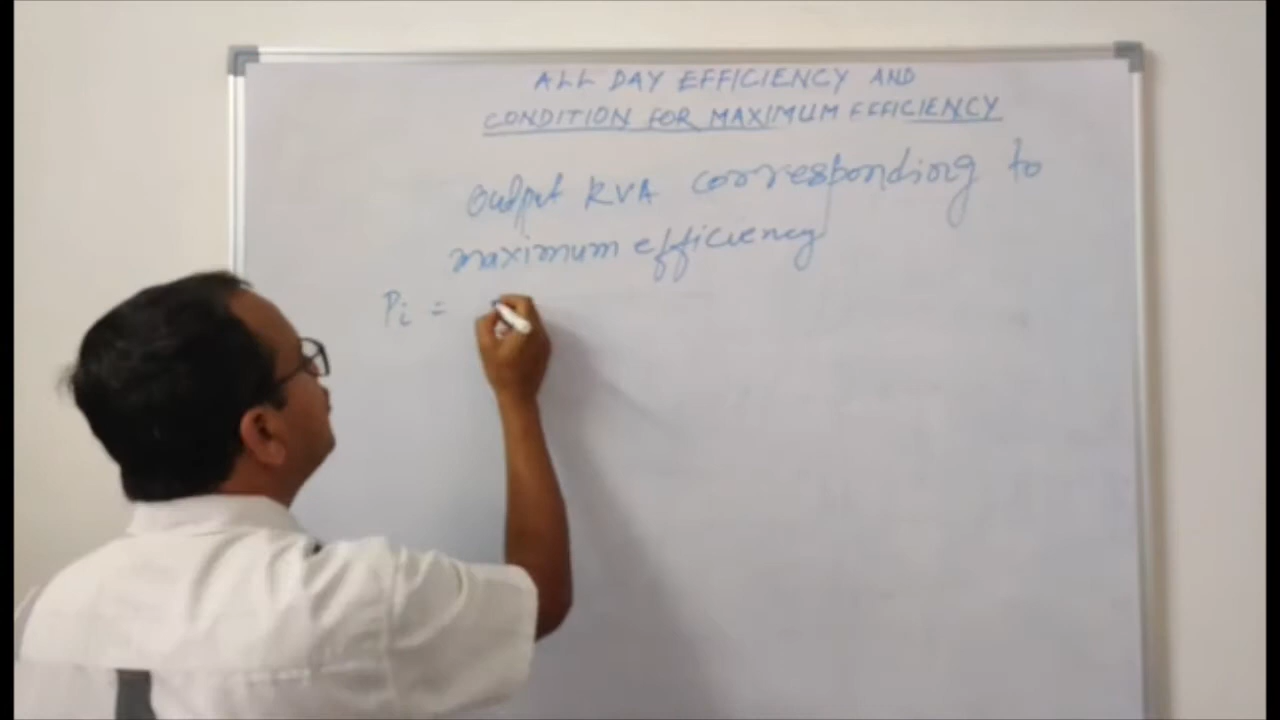 ALL DAY EFFICIENCY AND
CONDITION FOR MAXIMUM EFFICIENCY
Output KVA corresponding to
maximum efficiency
Pi =